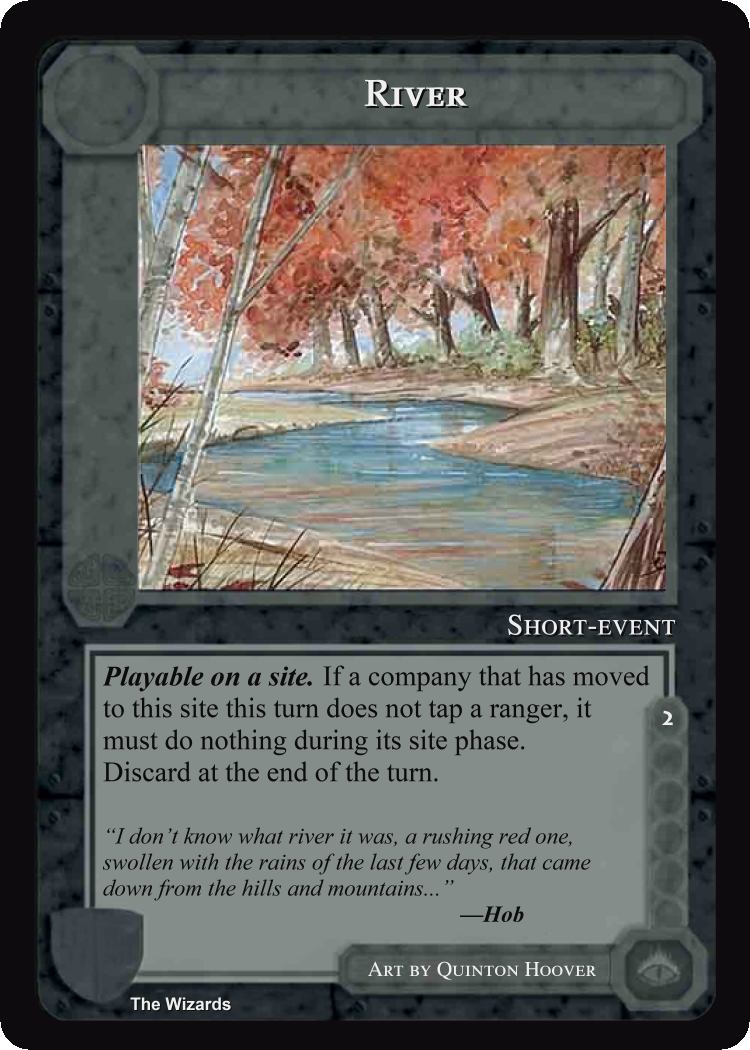 River
Short-event
Playable on a site. If a company that has moved
to this site this turn does not tap a ranger, it
must do nothing during its site phase.
Discard at the end of the turn.
2
“I don’t know what river it was, a rushing red one,
swollen with the rains of the last few days, that came
down from the hills and mountains...”
—Hob
Art by Quinton Hoover
The Wizards